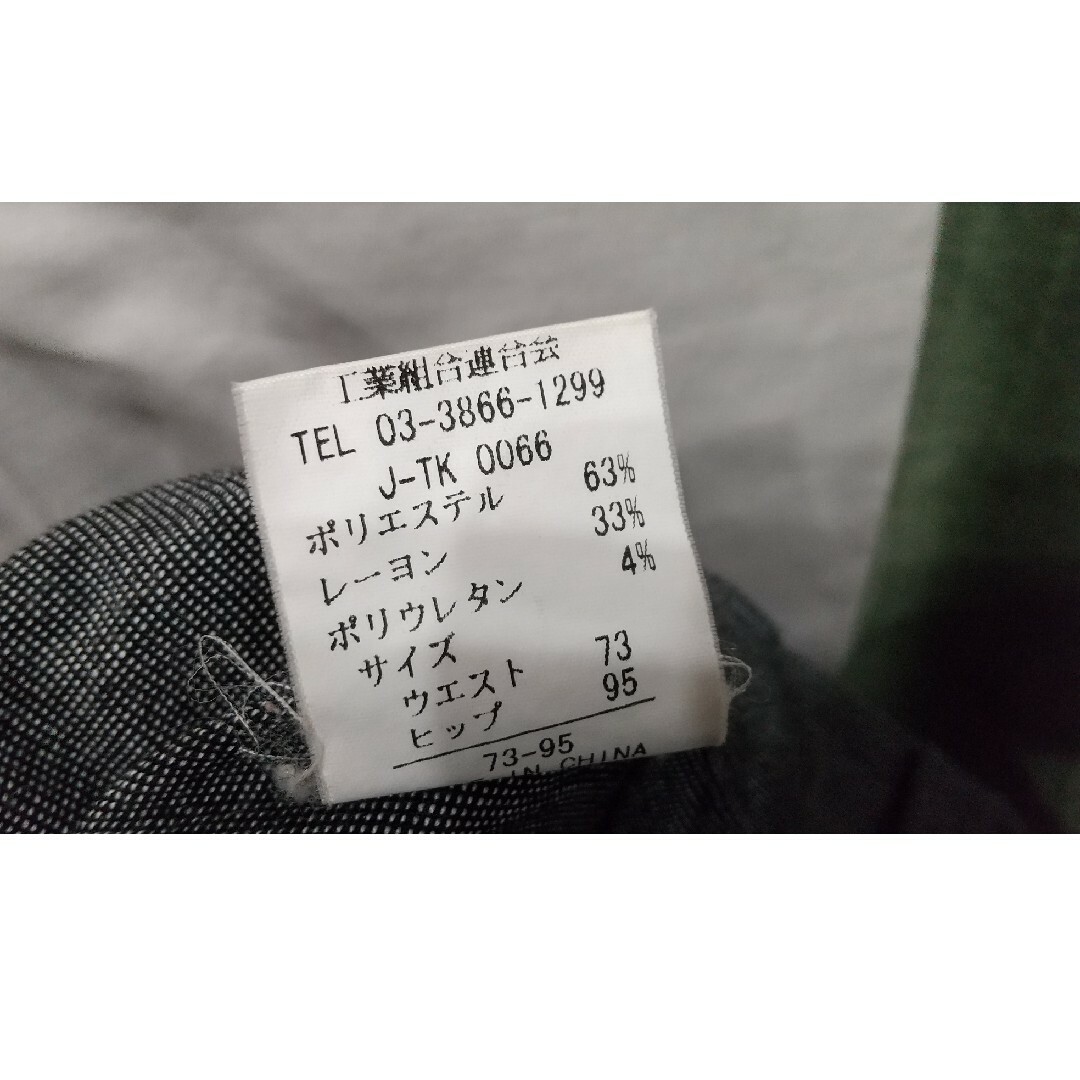 工業組合連合会
TEL 03-3866-1299
J-TK 0066
ポリエステル 63%
レーヨン 33%
ポリウレタン 4%
サイズ
ウエスト 73
ヒップ 95
73-95
IN CHINA